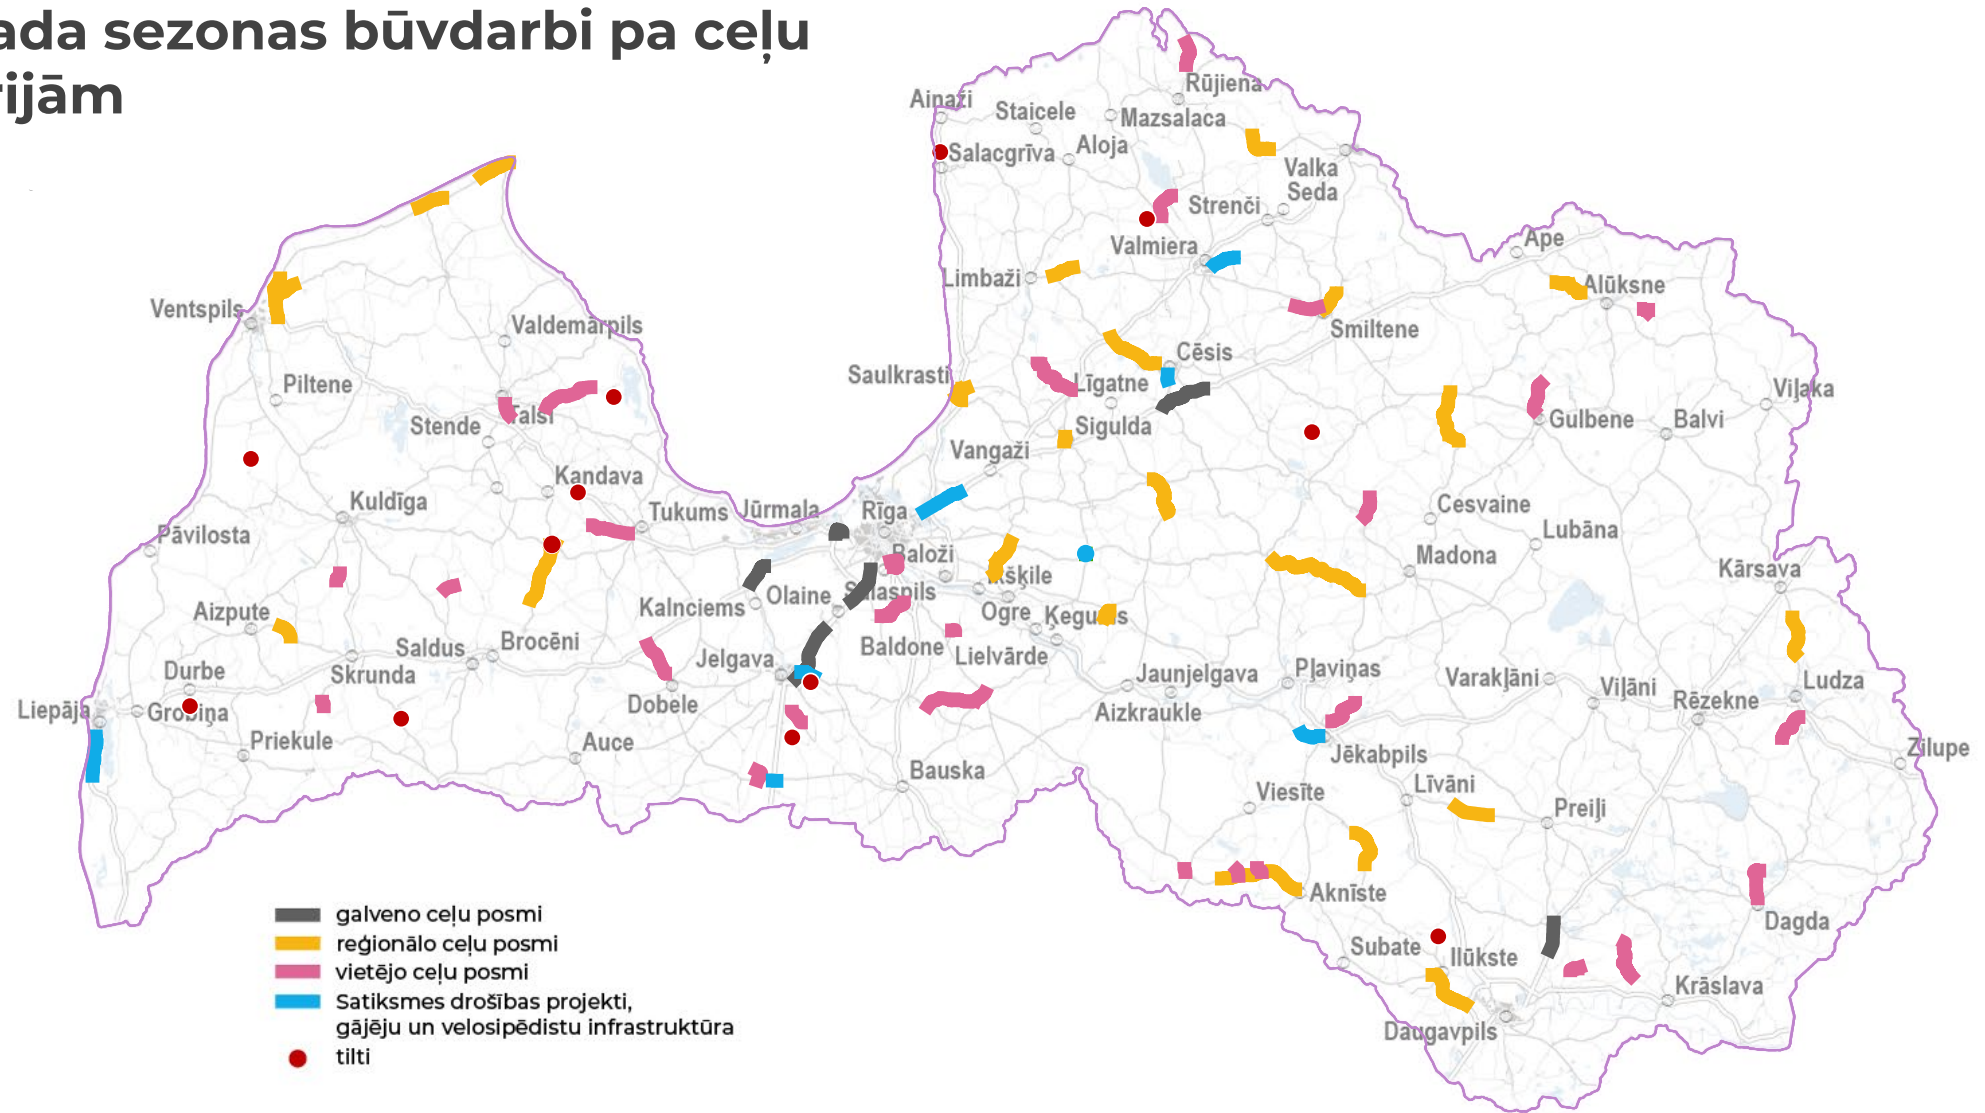 ada sezonas būvdarbi pa ceļu
rijām
Rūjiena
Ainaži
Staicele
Mazsalaca
Salacgrīva
Aloja
Valka
Seda
Strenči
Valmiera
Ape
Limbaži
Alūksne
Ventspils
Valdemārpils
Smiltene
Cēsis
Saulkrasti
Piltene
Līgatne
Viļaka
Talsi
Stende
Sigulda
Gulbene
Balvi
Vangaži
Kandava
Kuldīga
Tukums
Jūrmala
Rīga
Cesvaine
Pāvilosta
Lubāna
Baloži
Madona
Ikšķile
Kārsava
Salaspils
Olaine
Kalnciems
Ogre
Ķegums
Aizpute
Saldus
Brocēni
Baldone
Lielvārde
Jelgava
Durbe
Skrunda
Jaunjelgava
Pļaviņas
Varakļāni
Viļāni
Ludza
Rēzekne
Liepāja
Grobiņa
Dobele
Aizkraukle
Priekule
Auce
Zilupe
Jēkabpils
Bauska
Līvāni
Viesīte
Preiļi
Aknīste
Dagda
Subate
Ilūkste
Krāslava
Daugavpils
galveno ceļu posmi
reģionālo ceļu posmi
vietējo ceļu posmi
Satiksmes drošības projekti,
gājēju un velosipēdistu infrastruktūra
tilti